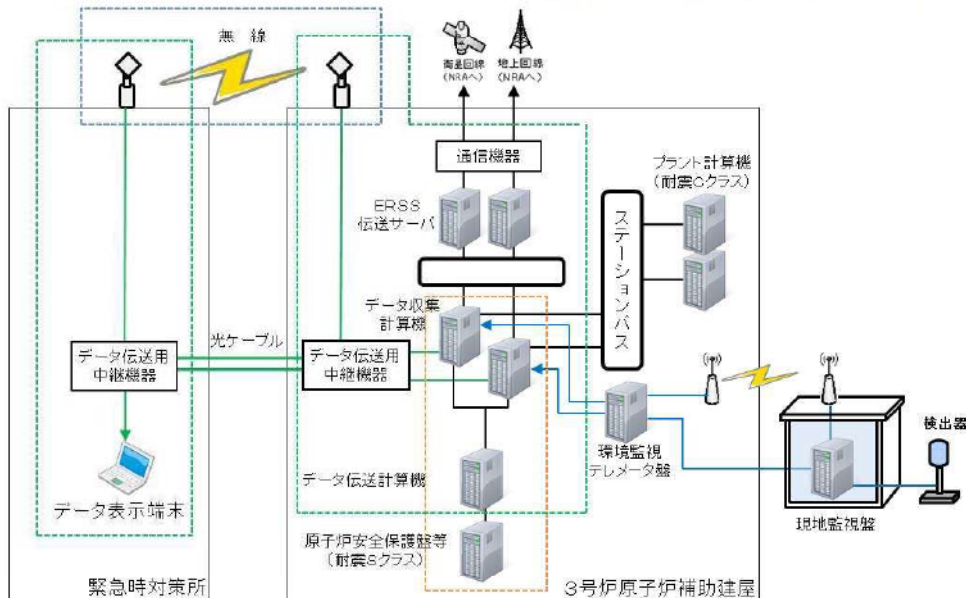 無 線
衛星回線
(NRAへ)
地上回線
(NRAへ)
通信機器
ERSS
伝送サーバ
プラント計算機
(耐震Cクラス)
ステーションバス
データ収集
計算機
光ケーブル
データ伝送用
中継機器
データ伝送用
中継機器
環境監視
テレメータ盤
検出器
データ表示端末
データ伝送計算機
現地監視盤
原子炉安全保護盤等
(耐震Sクラス)
緊急時対策所
3号炉原子炉補助建屋